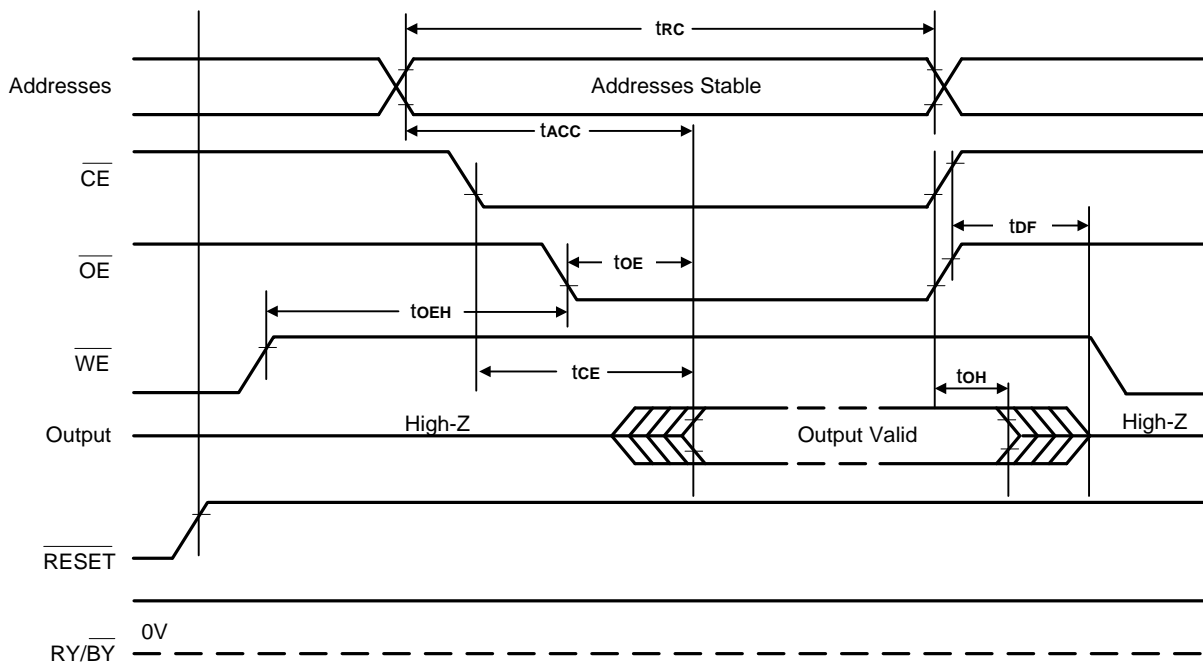 tRC
Addresses
Addresses Stable
tACC
CE
tDF
OE
tOE
tOEH
WE
tCE
tOH
High-Z
Output
Output Valid
High-Z
RESET
0V
RY/BY